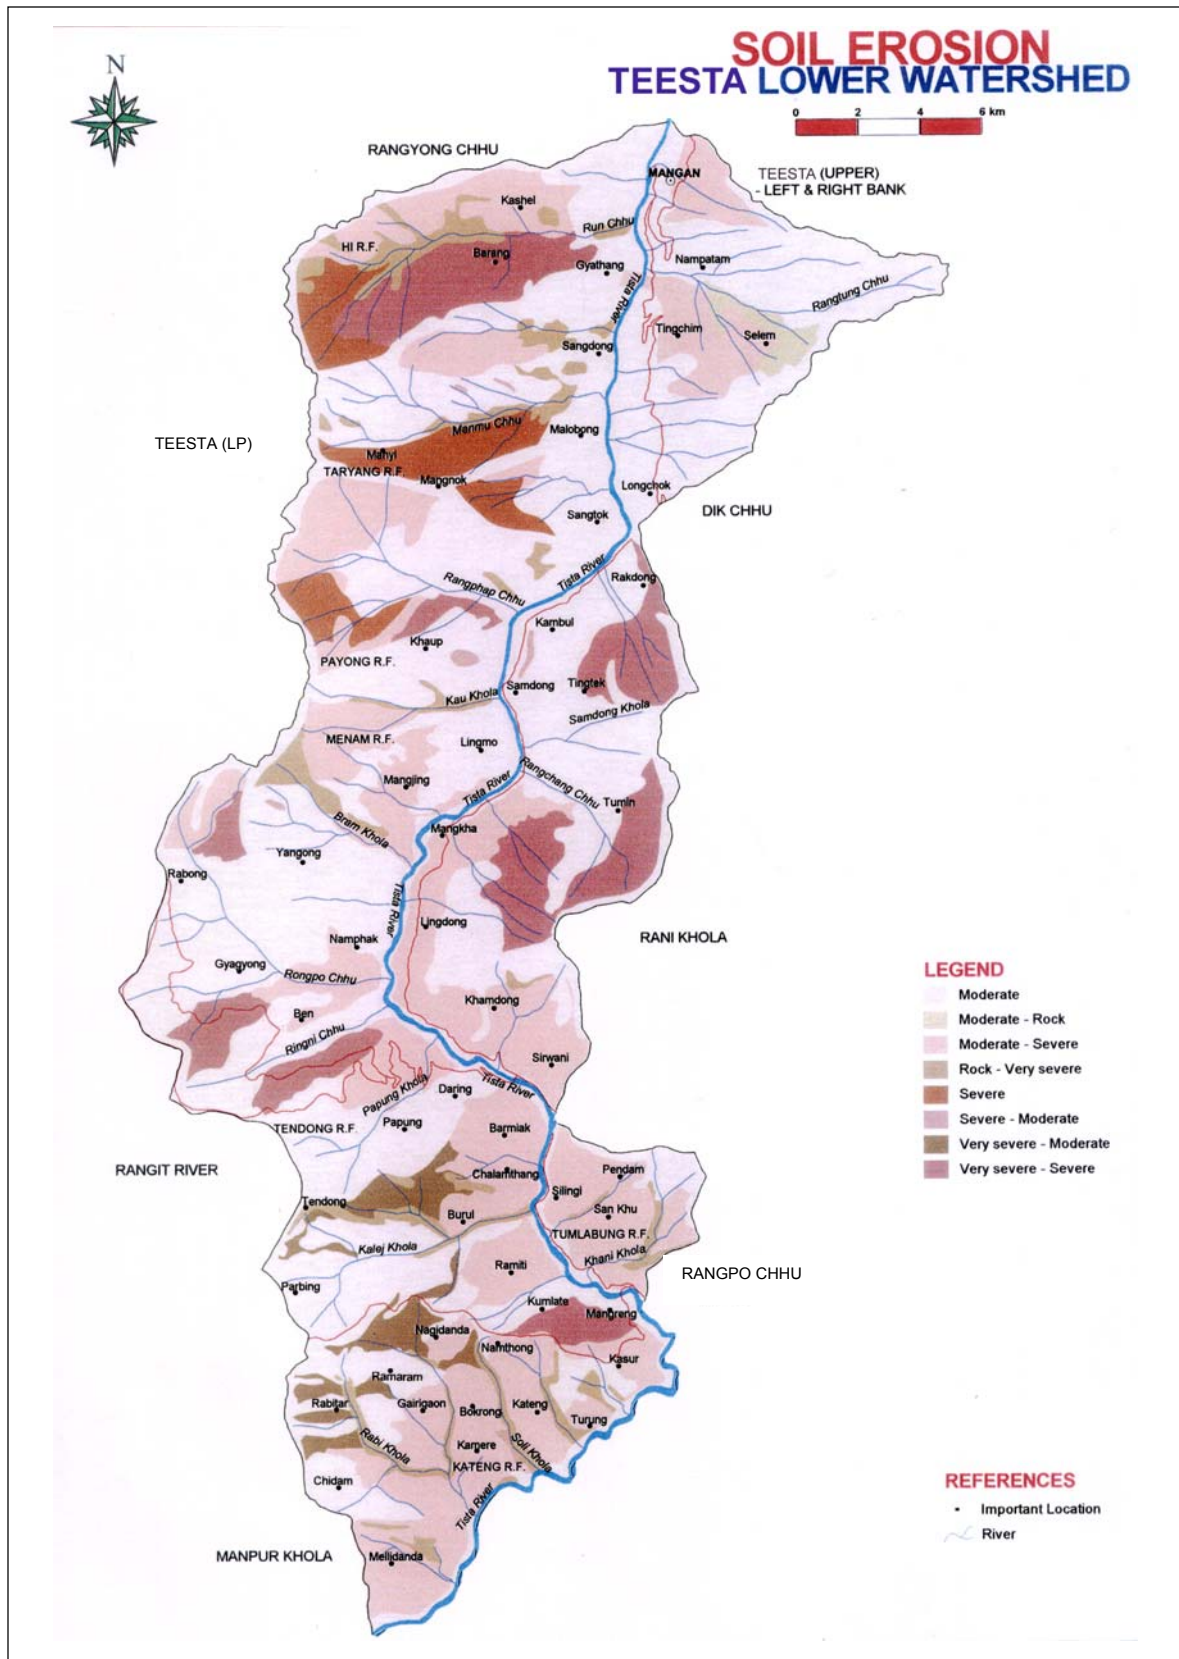 SOIL EROSION
TEESTA LOWER WATERSHED
N
0 2 4 6 km
RANGYONG CHHU
MANGAN
TEESTA (UPPER)
- LEFT & RIGHT BANK
Kashel
Run Chhu
HI R.F.
Barang
Gyathang
Nampatam
Tista River
Rangtung Chhu
Tingchim
Selem
Sangdong
Manmu Chhu
Malobong
TEESTA (LP)
Manyl
TARYANG R.F.
Mangnok
Longchok
DIK CHHU
Sangtok
Tista River
Rangphap Chhu
Rakdong
Kambul
Khaup
PAYONG R.F.
Kau Khola
Samdong
Tingtek
Samdong Khola
MENAM R.F.
Lingmo
Mangjing
Tista River
Rangchang Chhu
Tumin
Bram Khola
Mangkha
Yangong
Rabong
Tista River
Lingdong
RANI KHOLA
Namphak
Gyagyong
Rongpo Chhu
LEGEND
Moderate
Moderate - Rock
Moderate - Severe
Rock - Very severe
Severe
Severe - Moderate
Very severe - Moderate
Very severe - Severe
Khamdong
Ben
Ringni Chhu
Sirwani
Tista River
Papung Khola
Daring
TENDONG R.F.
Papung
Barmiak
RANGIT RIVER
Chalamthang
Pendam
Silingi
Tendong
Burul
San Khu
TUMLABUNG R.F.
Kalej Khola
Khani Khola
Ramiti
RANGPO CHHU
Parbing
Kumlate
Mangreng
Nagidanda
Namthong
Kasur
Ramaram
Rabitar
Gairigaon
Bokrong
Kateng
Turung
Rabi Khola
Kamere
Soli Khola
KATENG R.F.
Chidam
Tista River
REFERENCES
Important Location
River
MANPUR KHOLA
Mellidanda